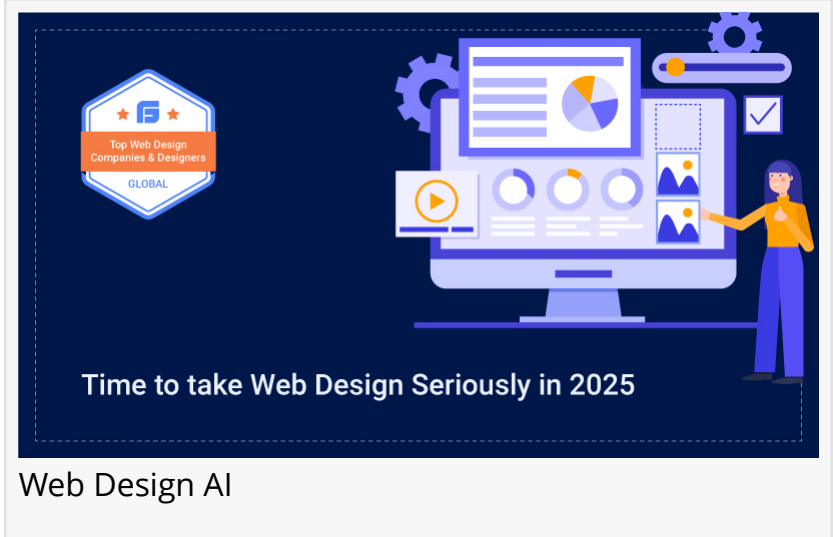 Top Web Design
Companies & Designers
GLOBAL
Time to take Web Design Seriously in 2025
Web Design AI